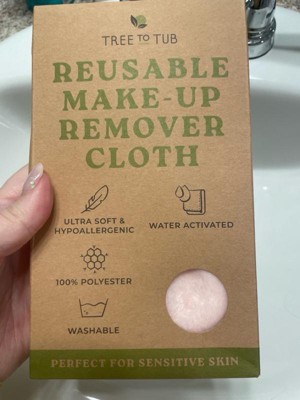 TREE TO TUB
REUSABLE
MAKE-UP
REMOVER
CLOTH
ULTRA SOFT &
HYPOALLERGENIC
WATER ACTIVATED
100% POLYESTER
WASHABLE
PERFECT FOR SENSITIVE SKIN